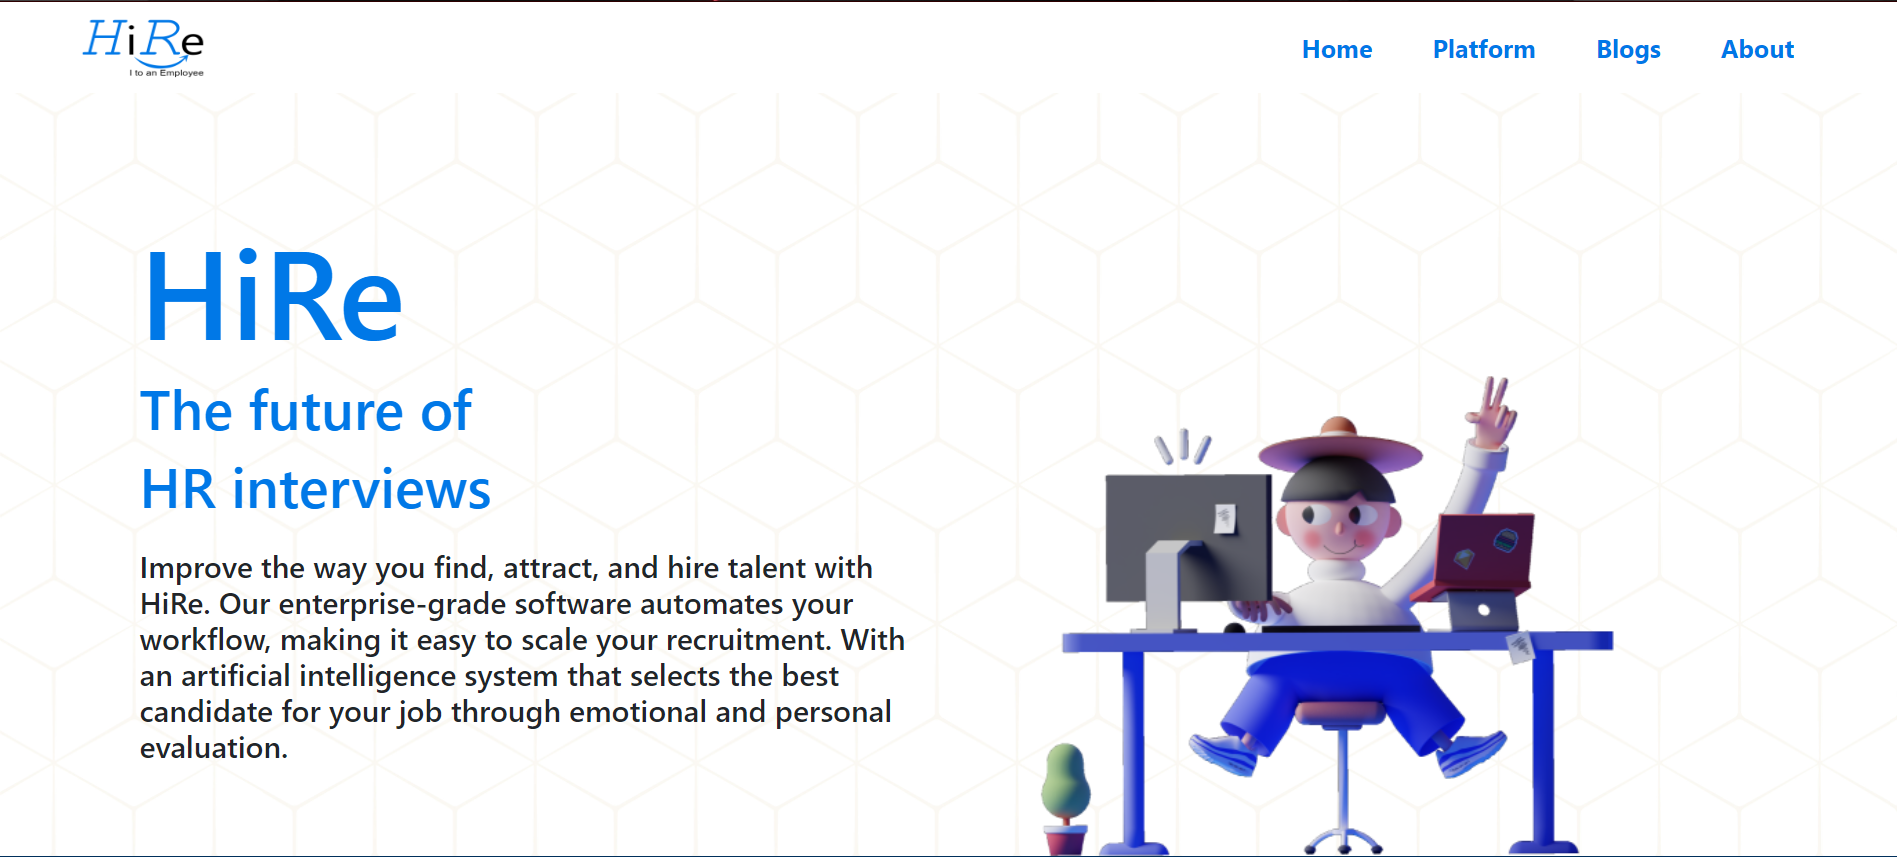 HiRe
I to an Employee
Home Platform Blogs About
HiRe
The future of
HR interviews
Improve the way you find, attract, and hire talent with
HiRe. Our enterprise-grade software automates your
workflow, making it easy to scale your recruitment. With
an artificial intelligence system that selects the best
candidate for your job through emotional and personal
evaluation.